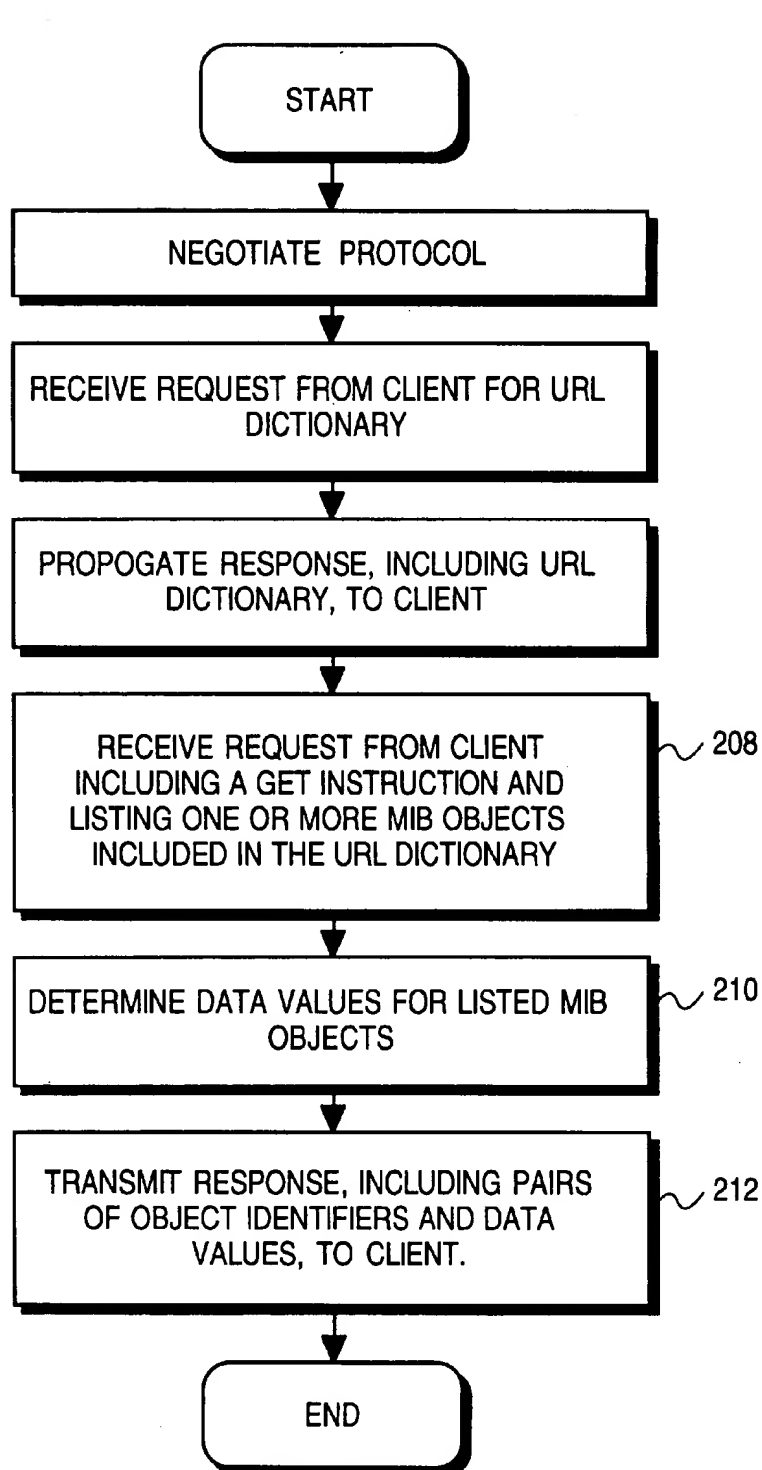 START
NEGOTIATE PROTOCOL
RECEIVE REQUEST FROM CLIENT FOR URL
DICTIONARY
PROPOGATE RESPONSE, INCLUDING URL
DICTIONARY, TO CLIENT
RECEIVE REQUEST FROM CLIENT
INCLUDING A GET INSTRUCTION AND
LISTING ONE OR MORE MIB OBJECTS
INCLUDED IN THE URL DICTIONARY
208
DETERMINE DATA VALUES FOR LISTED MIB
OBJECTS
210
TRANSMIT RESPONSE, INCLUDING PAIRS
OF OBJECT IDENTIFIERS AND DATA
VALUES, TO CLIENT.
212
END